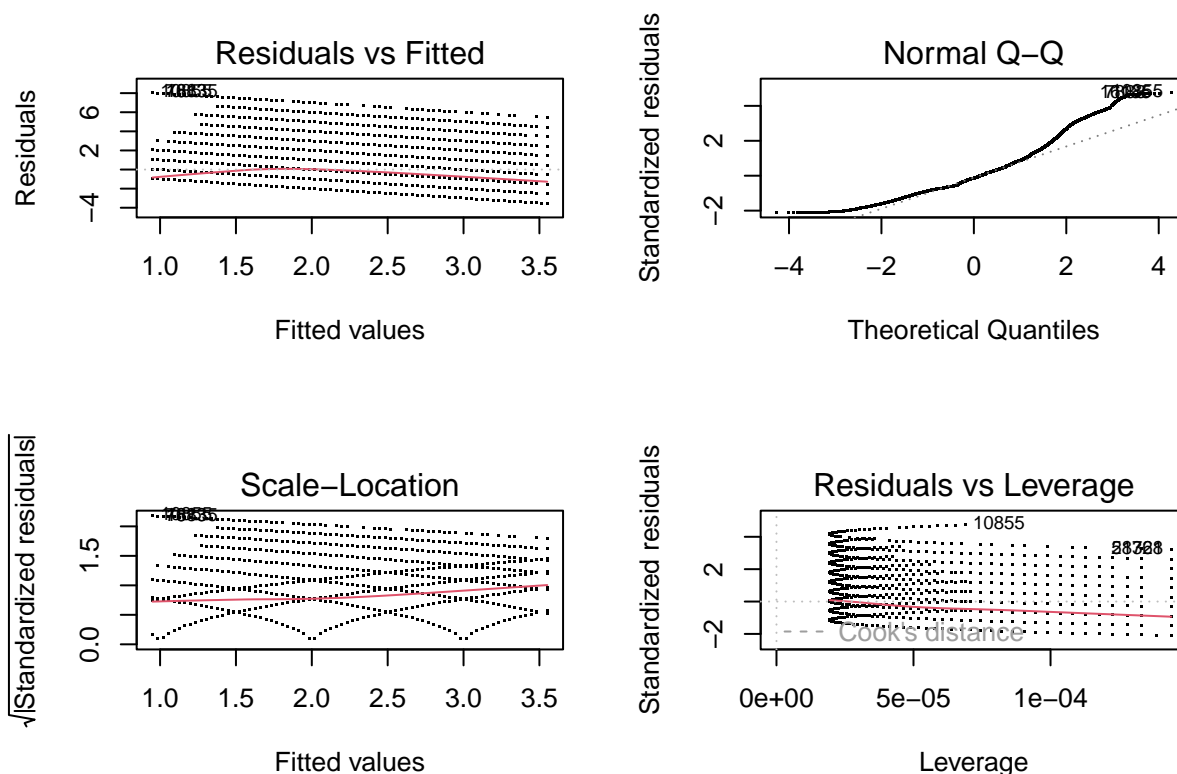 Residuals vs Fitted
Residuals
6
2
−4
1.0 1.5 2.0 2.5 3.0 3.5
Fitted values
Normal Q−Q
Standardized residuals
2
−2
−4 −2 0 2 4
Theoretical Quantiles
Scale−Location
√|Standardized residuals|
1.5
0.0
1.0 1.5 2.0 2.5 3.0 3.5
Fitted values
Residuals vs Leverage
Standardized residuals
2
−2
10855
Cook's distance
0e+00 5e−05 1e−04
Leverage